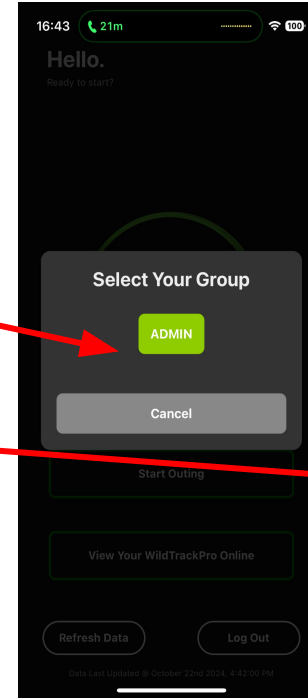 16:43 21m 100
Hello.
Ready to start?
Select Your Group
ADMIN
Cancel
Start Outing
View Your WildTrackPro Online
Refresh Data Log Out
Data Last Updated @ October 22nd 2024, 4:42:00 PM